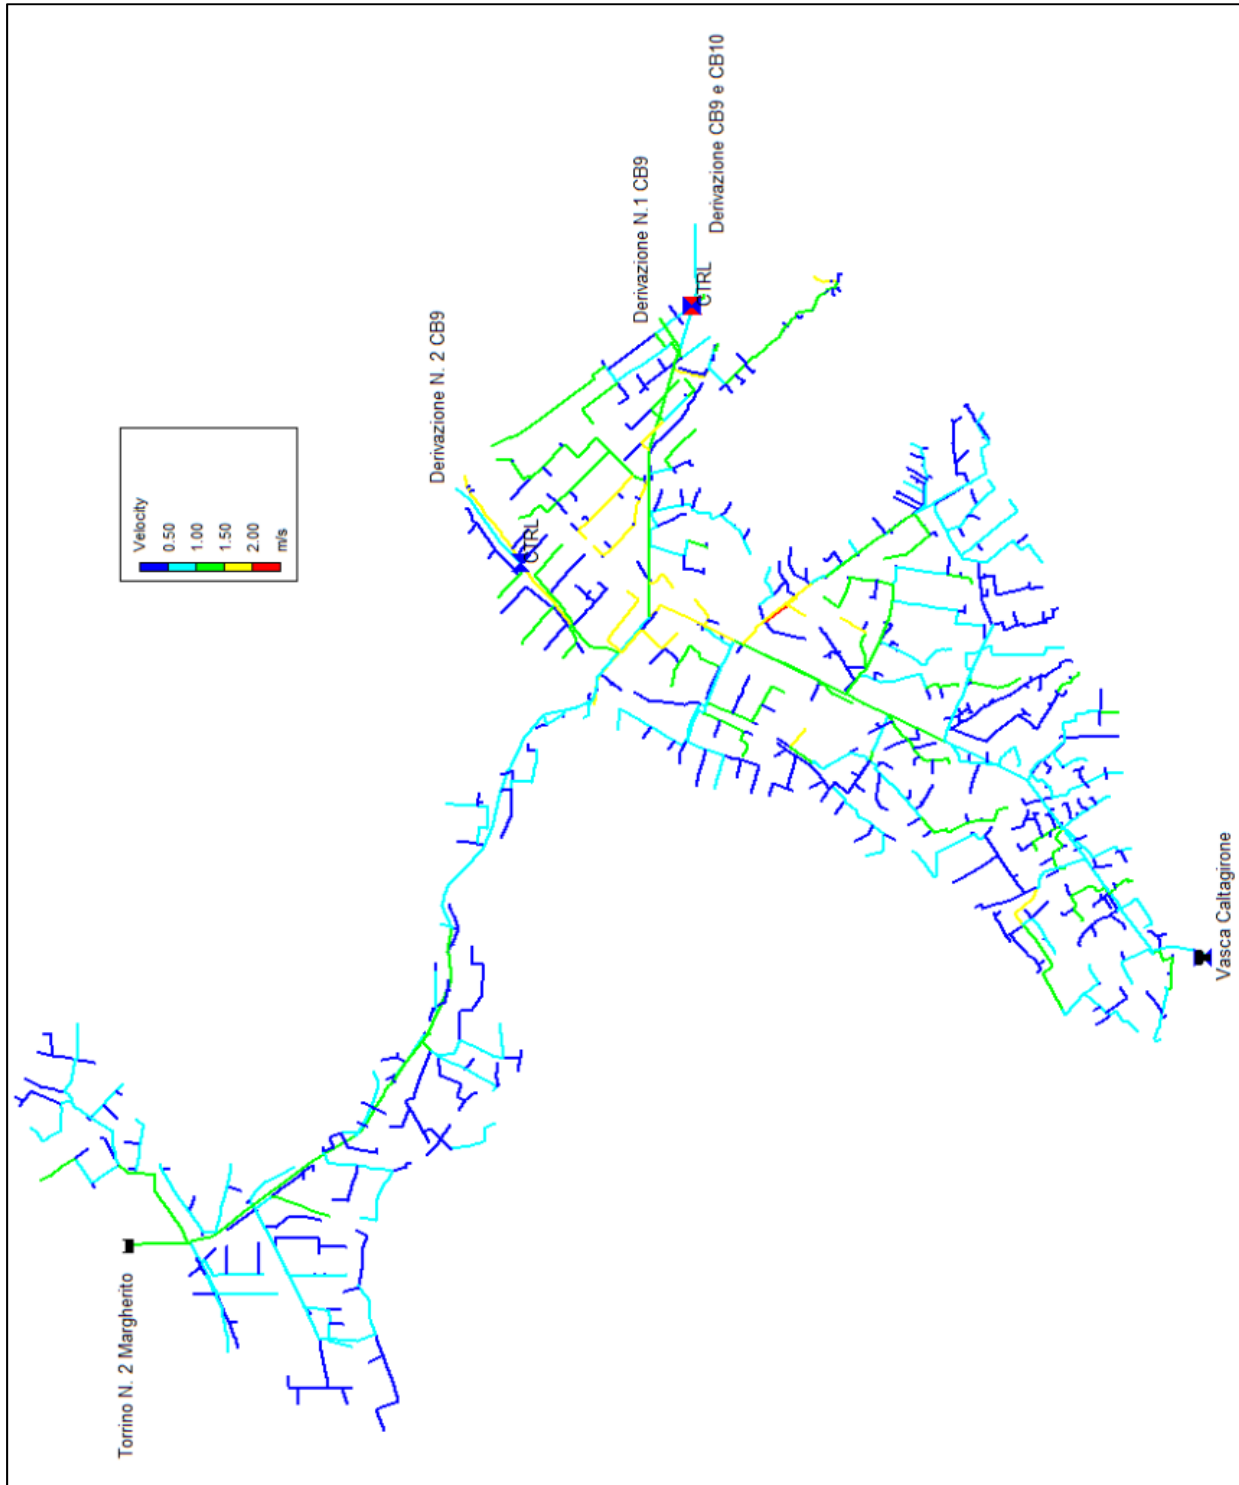 Velocity
0.50
1.00
1.50
2.00
m/s
Derivazione N. 2 CB9
CTRL
Derivazione N.1 CB9
CTRL
Derivazione CB9 e CB10
Torrino N. 2 Margherito
Vasca Caltagirone